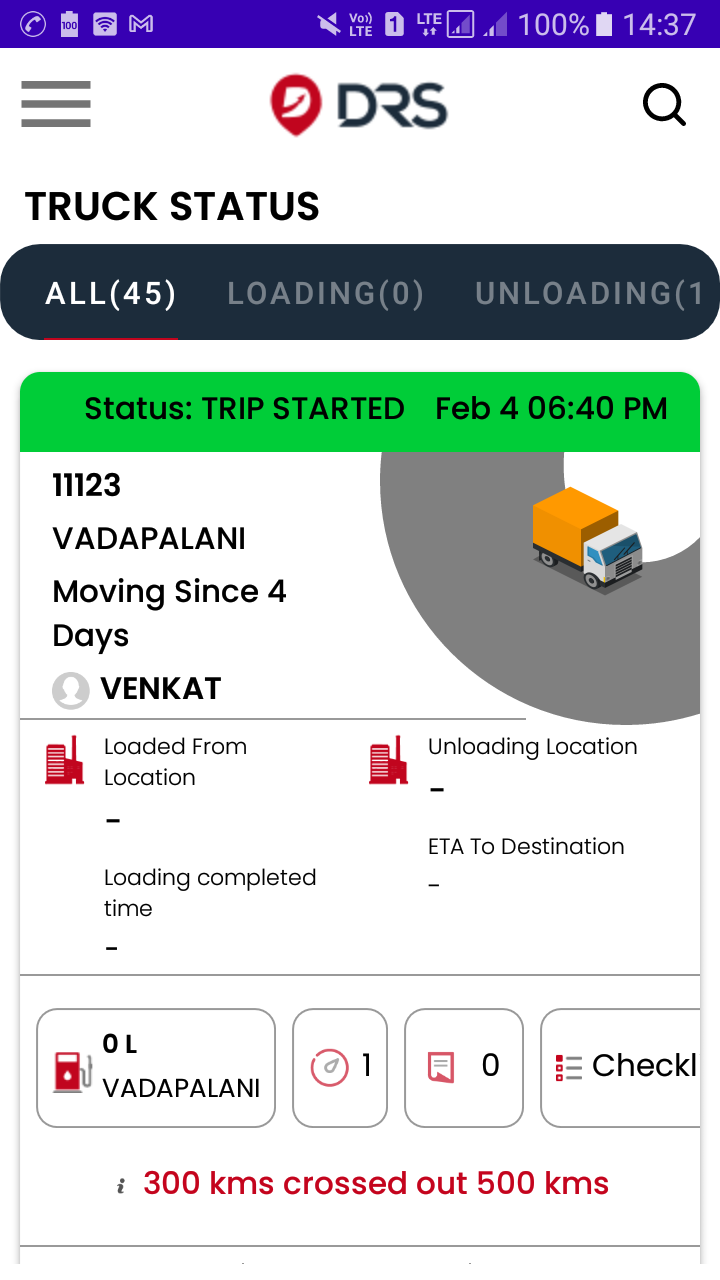 100 Vo) LTE 1 LTE 100% 14:37
DRS
TRUCK STATUS
ALL(45) LOADING(0) UNLOADING(1
Status: TRIP STARTED Feb 4 06:40 PM
11123
VADAPALANI
Moving Since 4
Days
VENKAT
Loaded From
Location
-
Unloading Location
-
Loading completed
time
-
ETA To Destination
-
0 L
VADAPALANI
1
0
Checkl
i 300 kms crossed out 500 kms